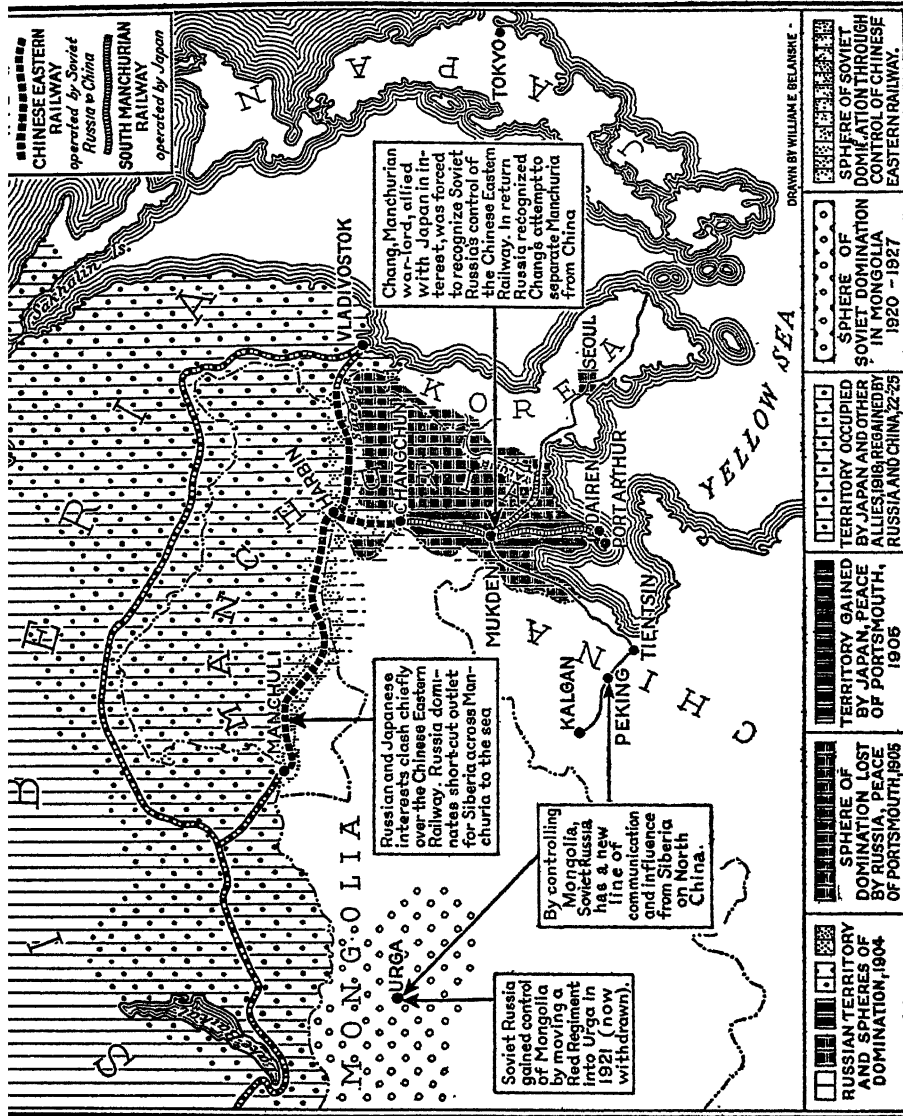 CHINESE EASTERN
RAILWAY
operated by Soviet
Russia & China
SOUTH MANCHURIAN
RAILWAY
operated by Japan
SIBERIA
Sakhalin Is.
MANCHURIA
MONGOLIA
CHINA
KOREA
JAPAN
YELLOW SEA
VLADIVOSTOK
HARBIN
MANCHULI
CHANGCHUN
MUKDEN
DAIREN
PORT ARTHUR
SEOUL
TOKYO
URGA
KALGAN
PEKING
TIENTSIN
Chang, Manchurian
war-lord, allied
with Japan in in-
terest, was forced
to recognize Soviet
Russia's control of
the Chinese Eastern
Railway. In return
Russia recognized
Chang's attempt to
separate Manchuria
from China
Russian and Japanese
interests clash chiefly
over the Chinese Eastern
Railway. Russia domi-
nates short-cut outlet
for Siberia across Man-
churia to the sea
By controlling
Mongolia,
Soviet Russia
has a new
line of
communication
and influence
from Siberia
on North
China.
Soviet Russia
gained control
of Mongolia
by moving a
Red Regiment
into Urga in
1921 (now
withdrawn).
DRAWN BY WILLIAM E BELANSKE -
RUSSIAN TERRITORY
AND SPHERES OF
DOMINATION, 1904
SPHERE OF
DOMINATION LOST
BY RUSSIA, PEACE
OF PORTSMOUTH, 1905
TERRITORY GAINED
BY JAPAN, PEACE
OF PORTSMOUTH,
1905
TERRITORY OCCUPIED
BY JAPAN AND OTHER
ALLIES, 1918; REGAINED BY
RUSSIA AND CHINA, 22-25
SPHERE OF
SOVIET DOMINATION
IN MONGOLIA
1920 - 1927
SPHERE OF SOVIET
DOMILATION THROUGH
CONTROL OF CHINESE
EASTERN RAILWAY.